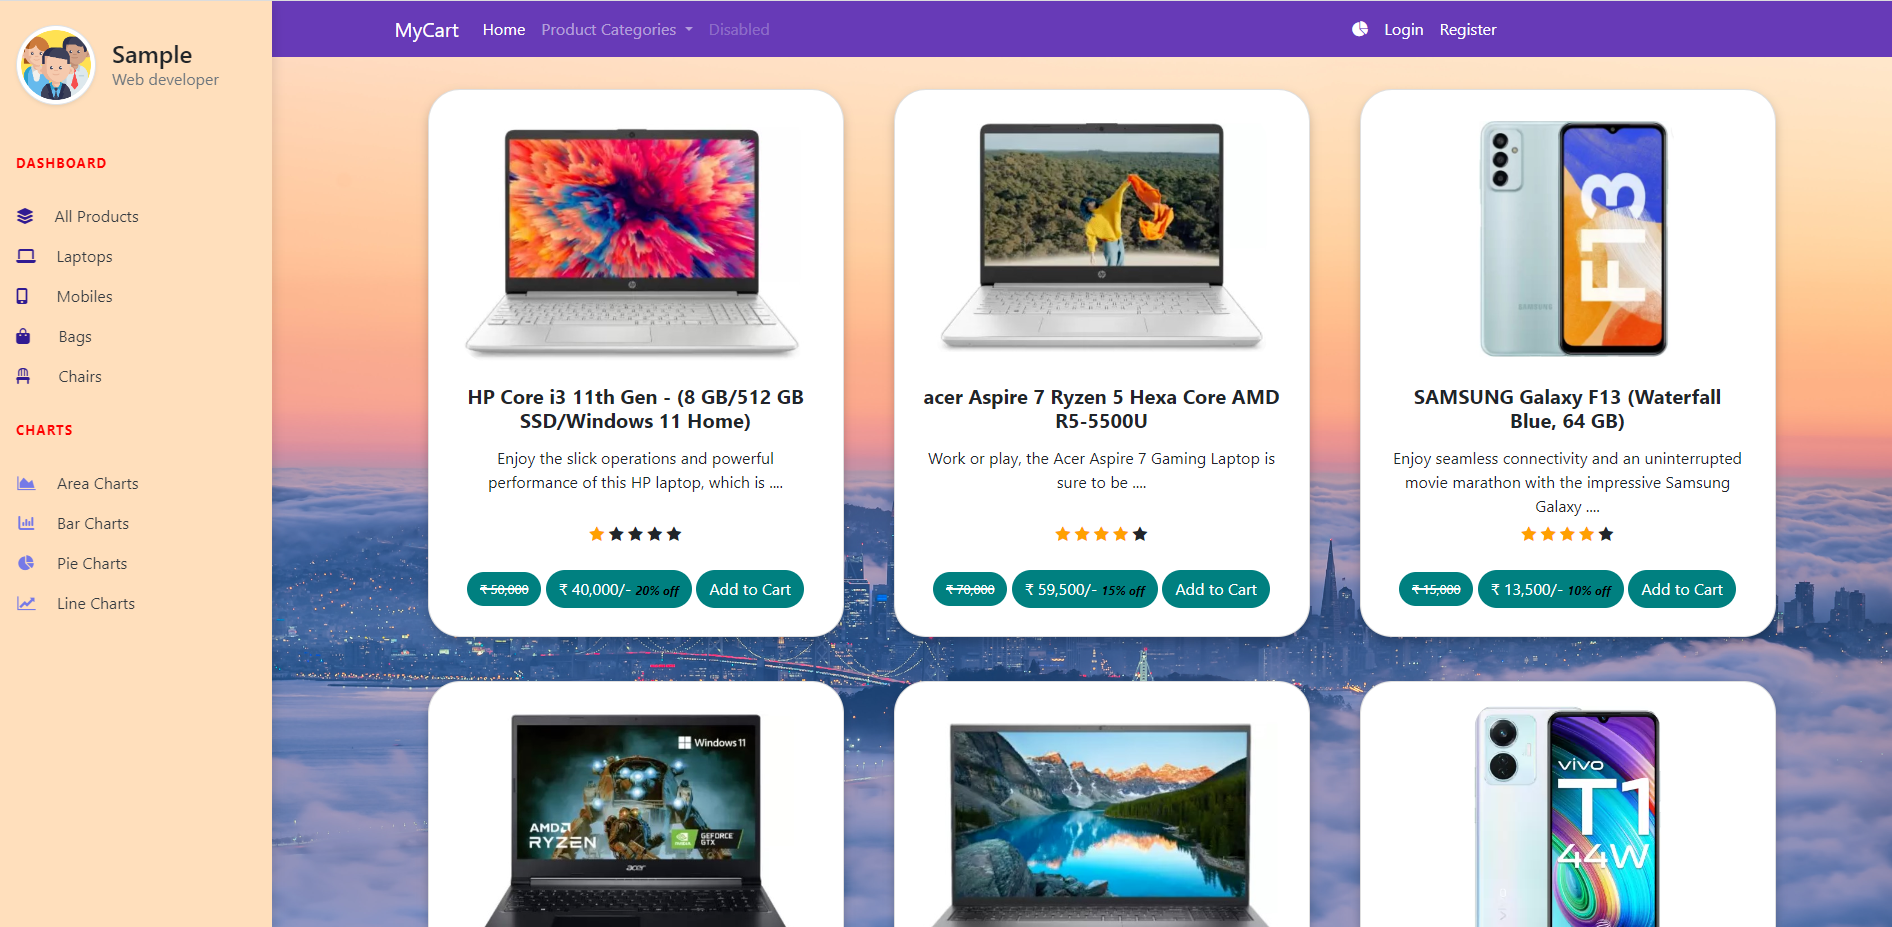 Sample
Web developer
DASHBOARD
All Products
Laptops
Mobiles
Bags
Chairs
CHARTS
Area Charts
Bar Charts
Pie Charts
Line Charts
MyCart Home Product Categories Disabled Login Register
hp
HP Core i3 11th Gen - (8 GB/512 GB
SSD/Windows 11 Home)
Enjoy the slick operations and powerful
performance of this HP laptop, which is ....
₹ 50,000 ₹ 40,000/- 20% off Add to Cart
hp
acer Aspire 7 Ryzen 5 Hexa Core AMD
R5-5500U
Work or play, the Acer Aspire 7 Gaming Laptop is
sure to be ....
₹ 70,000 ₹ 59,500/- 15% off Add to Cart
F13
SAMSUNG
SAMSUNG Galaxy F13 (Waterfall
Blue, 64 GB)
Enjoy seamless connectivity and an uninterrupted
movie marathon with the impressive Samsung
Galaxy ....
₹ 15,000 ₹ 13,500/- 10% off Add to Cart
Windows 11
AMD
RYZEN
NVIDIA
GEFORCE
GTX
acer
vivo
T1
44W
vivo